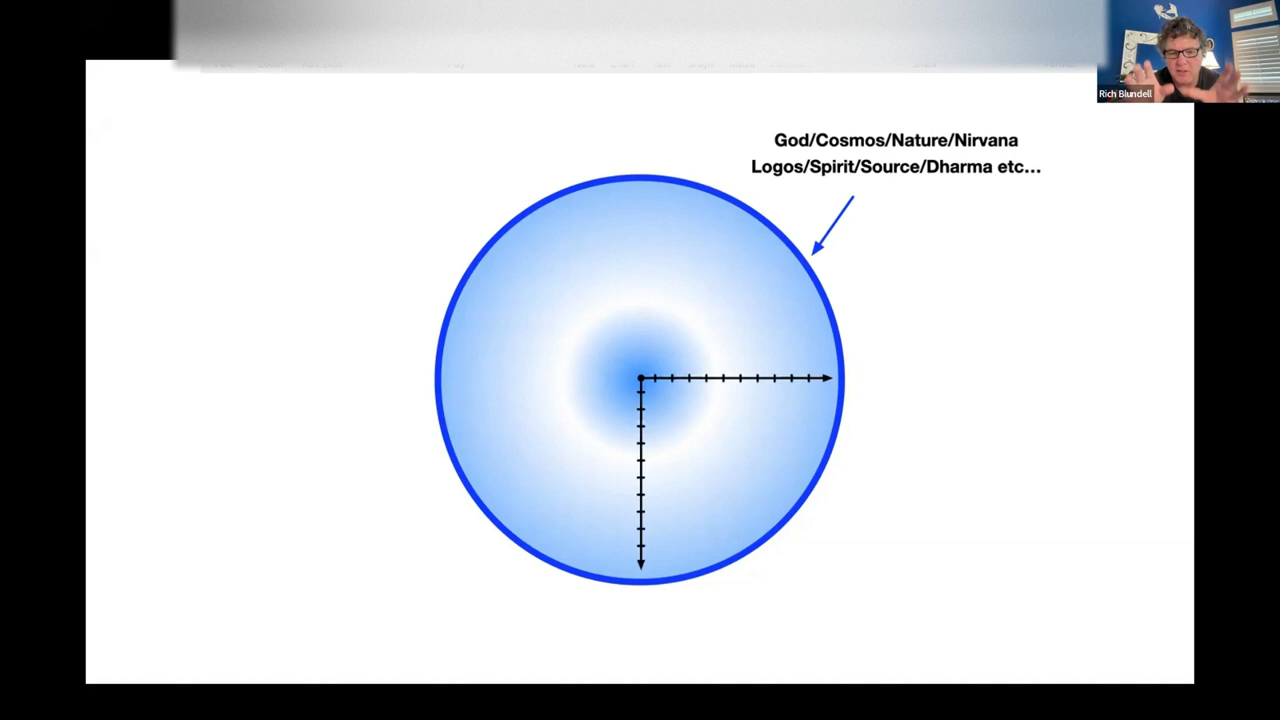 God/Cosmos/Nature/Nirvana
Logos/Spirit/Source/Dharma etc...
Rich Blundell